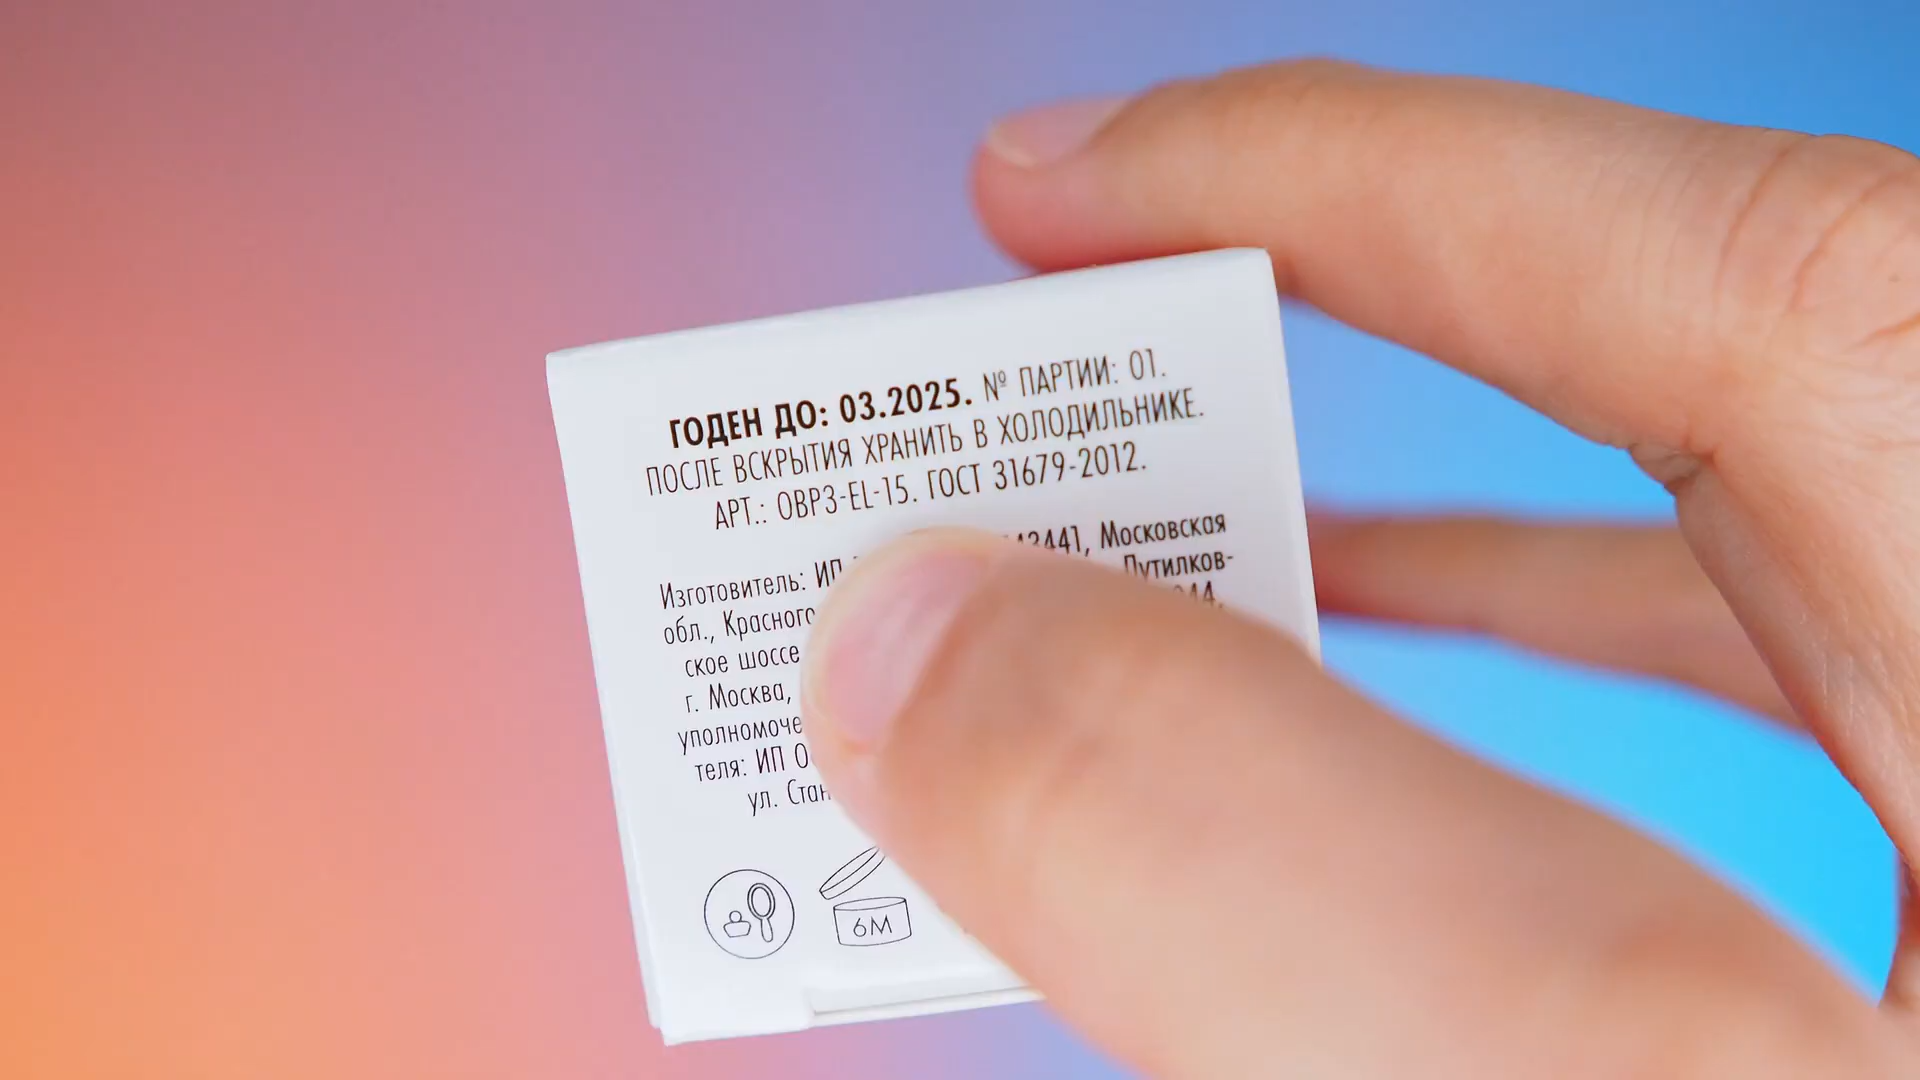 ГОДЕН ДО: 03.2025. № ПАРТИИ: 01.
ПОСЛЕ ВСКРЫТИЯ ХРАНИТЬ В ХОЛОДИЛЬНИКЕ.
АРТ.: OBP3-EL-15. ГОСТ 31679-2012.
Изготовитель: ИП 43441, Московская
обл., Красного Путилков-
ское шоссе
г. Москва,
уполномоче
теля: ИП О
ул. Стан
6M